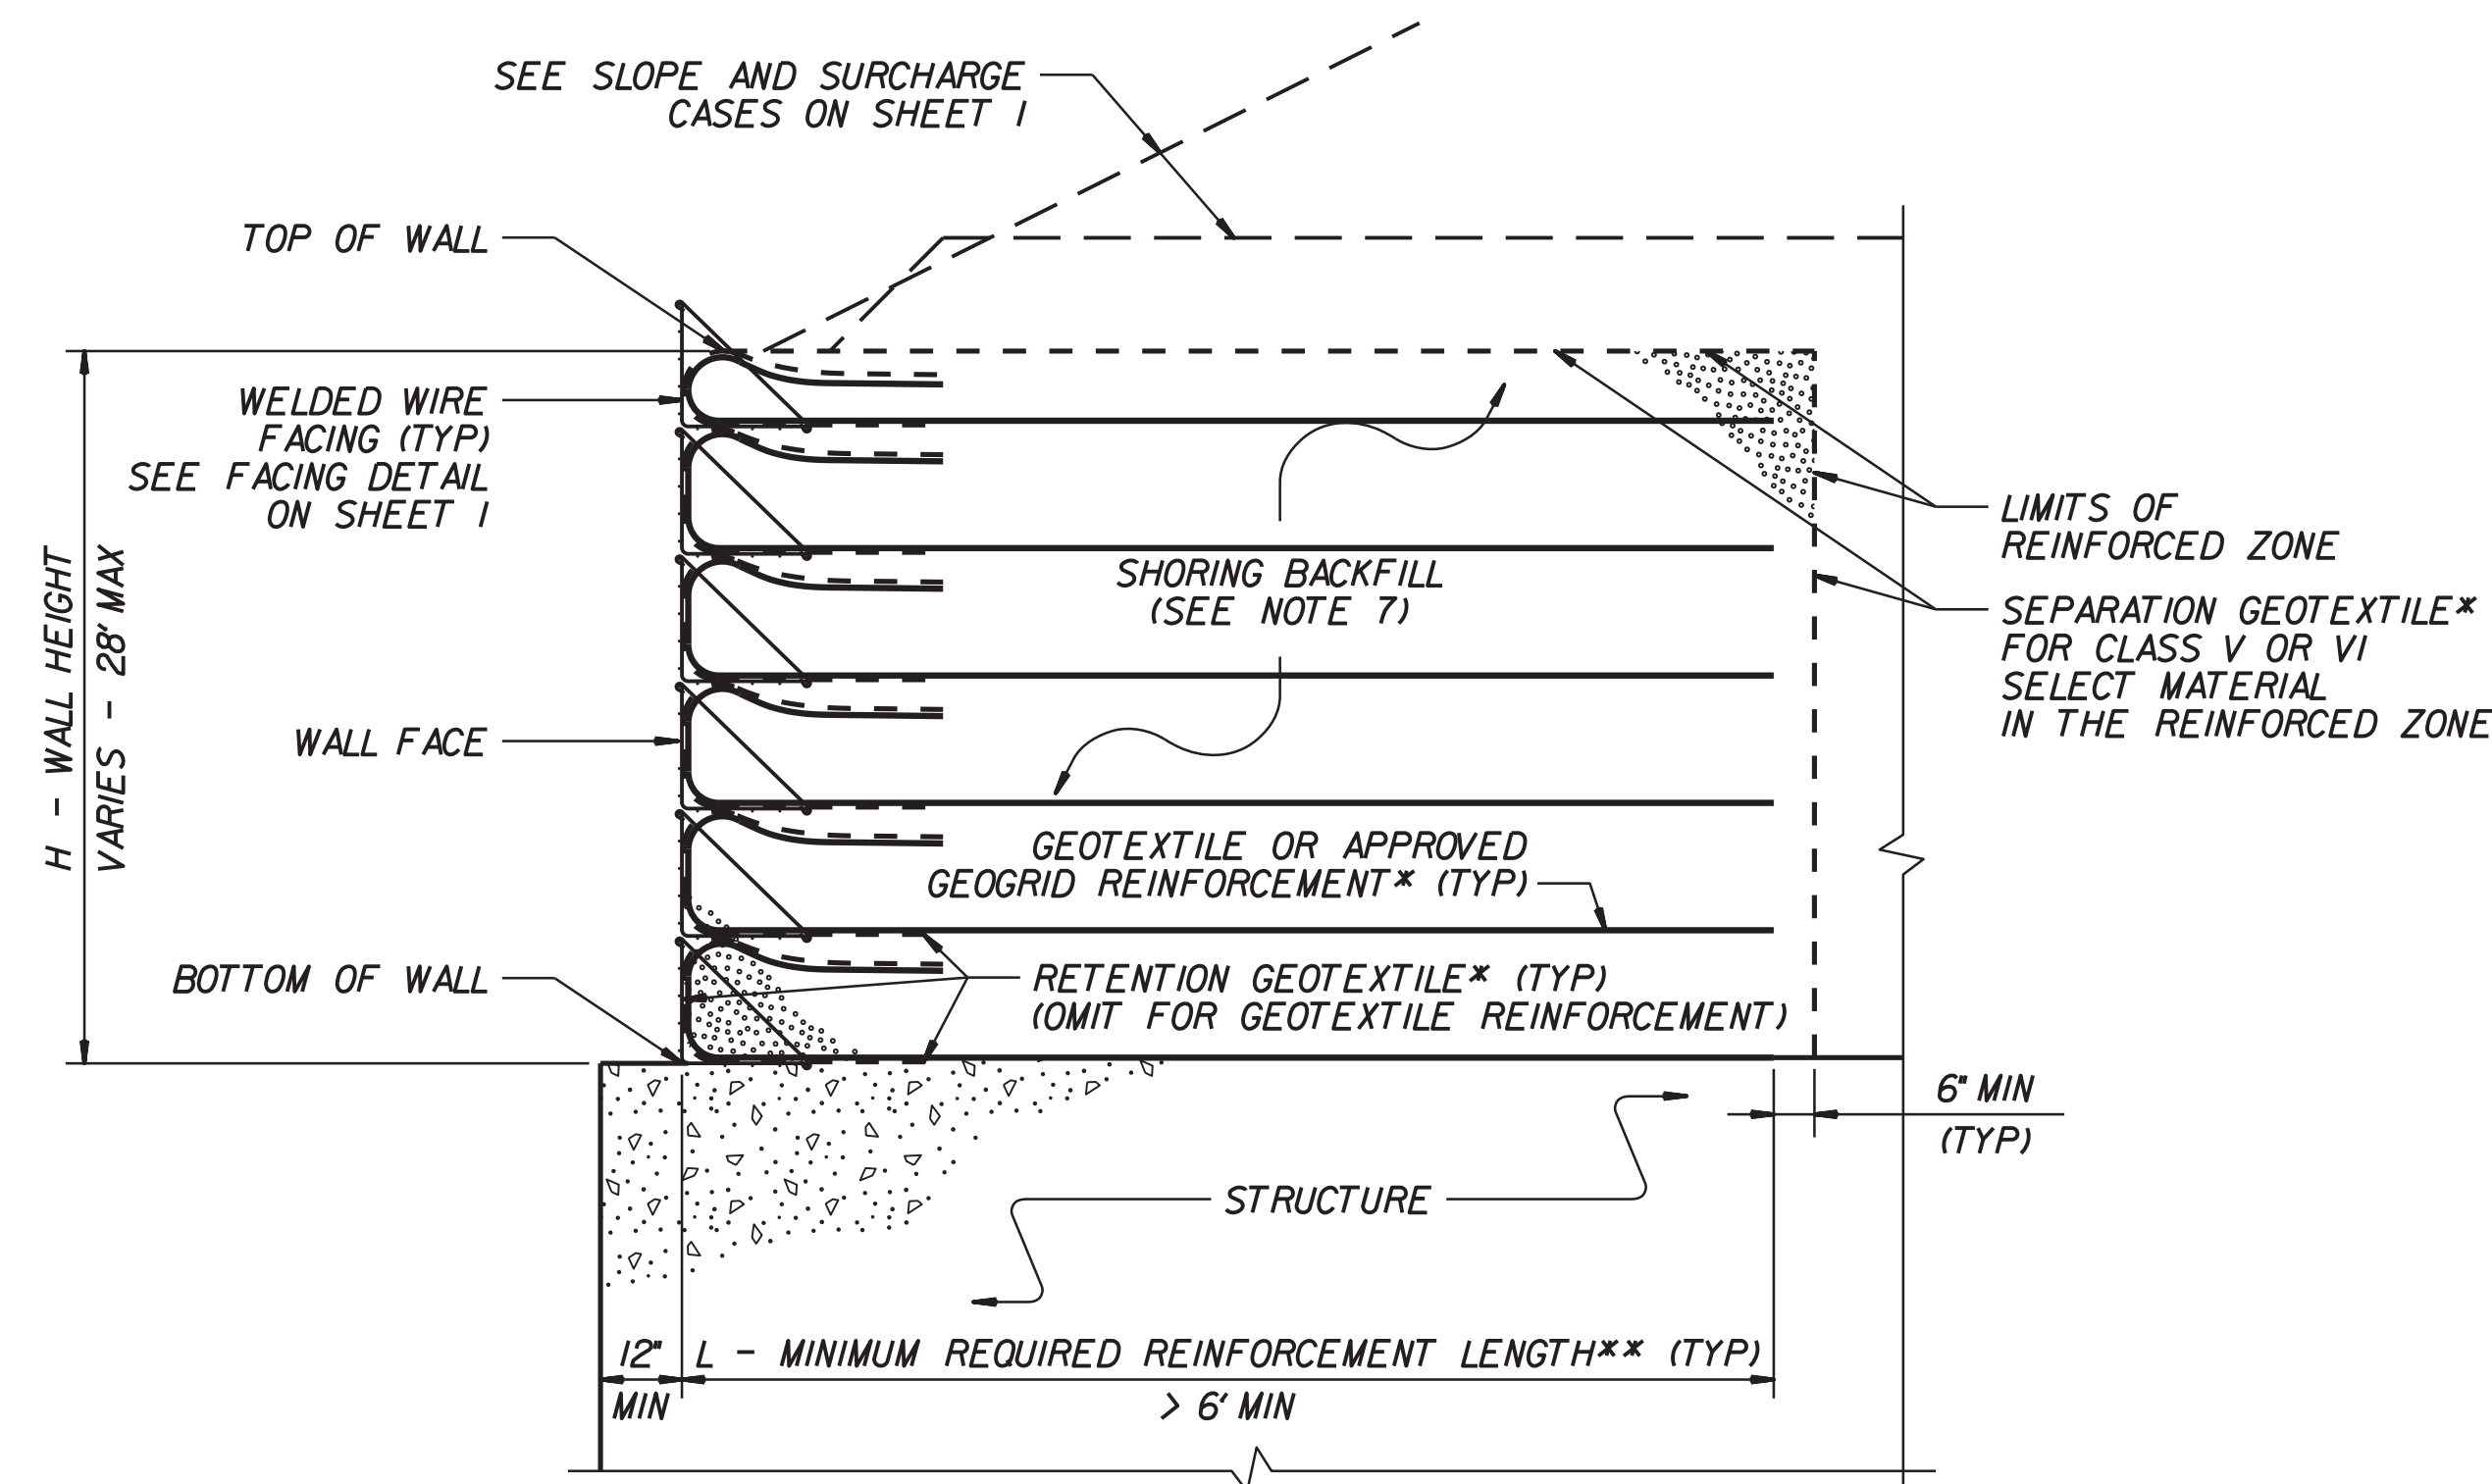 SEE SLOPE AND SURCHARGE
CASES ON SHEET 1
TOP OF WALL
WELDED WIRE
FACING (TYP)
SEE FACING DETAIL
ON SHEET 1
H - WALL HEIGHT
VARIES - 28' MAX
SHORING BACKFILL
(SEE NOTE 7)
LIMITS OF
REINFORCED ZONE
SEPARATION GEOTEXTILE*
FOR CLASS V OR VI
SELECT MATERIAL
IN THE REINFORCED ZONE
WALL FACE
GEOTEXTILE OR APPROVED
GEOGRID REINFORCEMENT* (TYP)
BOTTOM OF WALL
RETENTION GEOTEXTILE* (TYP)
(OMIT FOR GEOTEXTILE REINFORCEMENT)
6" MIN
(TYP)
STRUCTURE
12"
MIN
L - MINIMUM REQUIRED REINFORCEMENT LENGTH** (TYP)
> 6' MIN